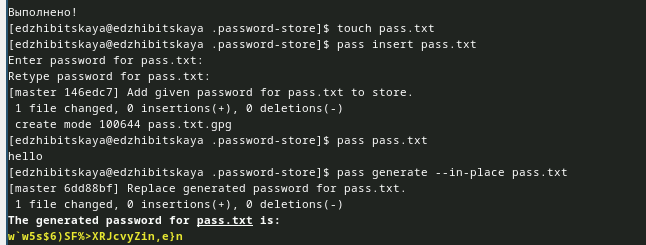 Выполнено!
[edzhibitskaya@edzhibitskaya .password-store]$ touch pass.txt
[edzhibitskaya@edzhibitskaya .password-store]$ pass insert pass.txt
Enter password for pass.txt:
Retype password for pass.txt:
[master 146edc7] Add given password for pass.txt to store.
 1 file changed, 0 insertions(+), 0 deletions(-)
 create mode 100644 pass.txt.gpg
[edzhibitskaya@edzhibitskaya .password-store]$ pass pass.txt
hello
[edzhibitskaya@edzhibitskaya .password-store]$ pass generate --in-place pass.txt
[master 6dd88bf] Replace generated password for pass.txt.
 1 file changed, 0 insertions(+), 0 deletions(-)
The generated password for pass.txt is:
w`w5s$6)SF%>XRJcvyZin,e}n